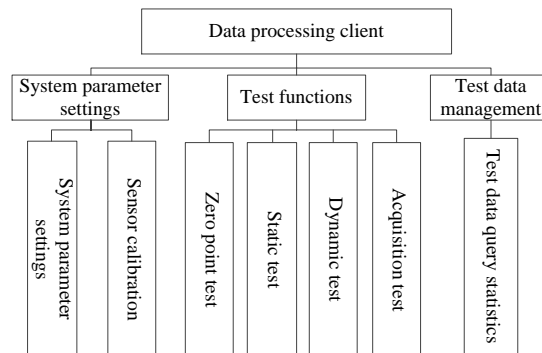 Data processing client
System parameter
settings
Test functions
Test data
management
System parameter
settings
Sensor calibration
Zero point test
Static test
Dynamic test
Acquisition test
Test data query statistics